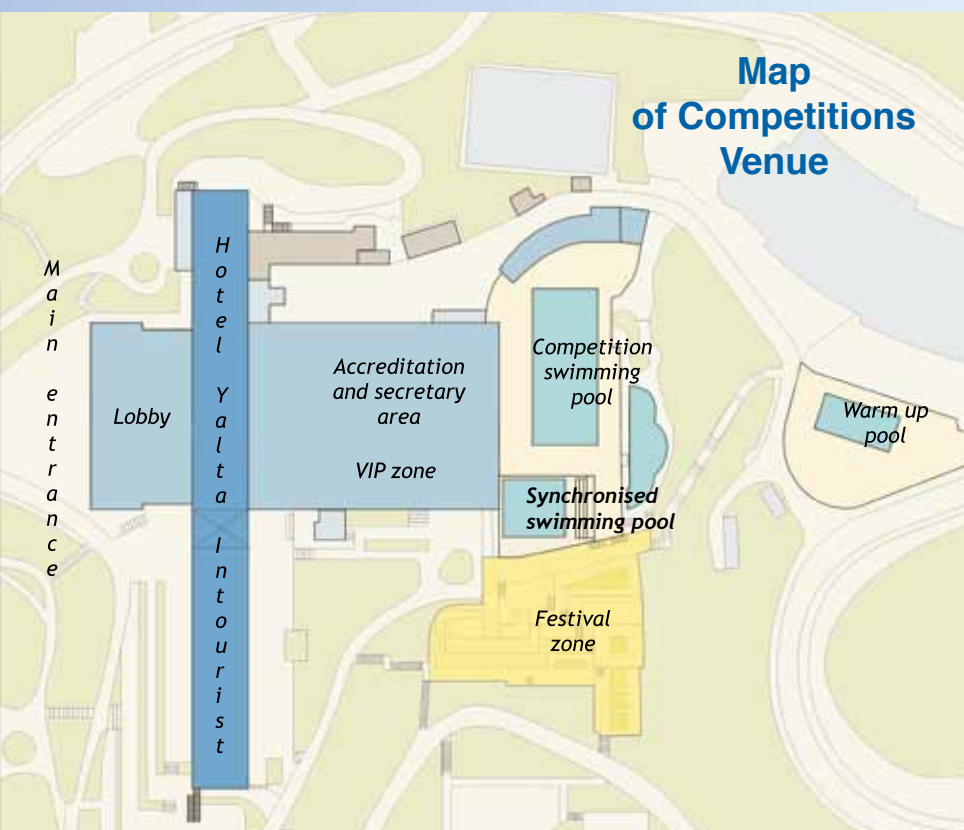 Map
of Competitions
Venue
Main entrance
Hotel Yalta Intourist
Lobby
Accreditation
and secretary
area
VIP zone
Competition
swimming
pool
Synchronised
swimming pool
Warm up
pool
Festival
zone